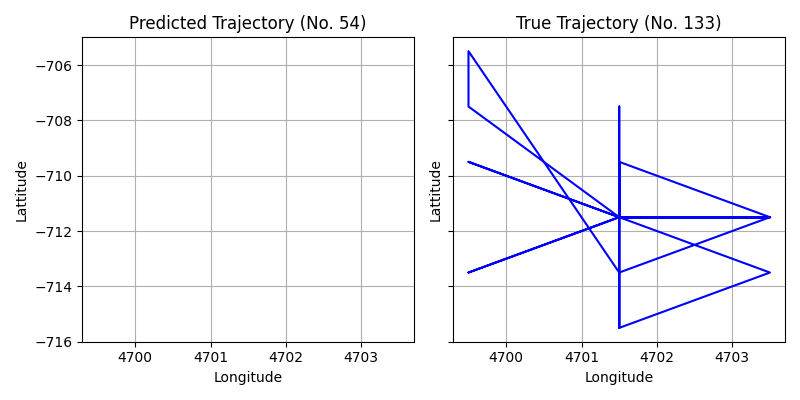 Predicted Trajectory (No. 54)
True Trajectory (No. 133)
Lattitude
−706
−708
−710
−712
−714
−716
4700
4701
4702
4703
Longitude
Lattitude
4700
4701
4702
4703
Longitude